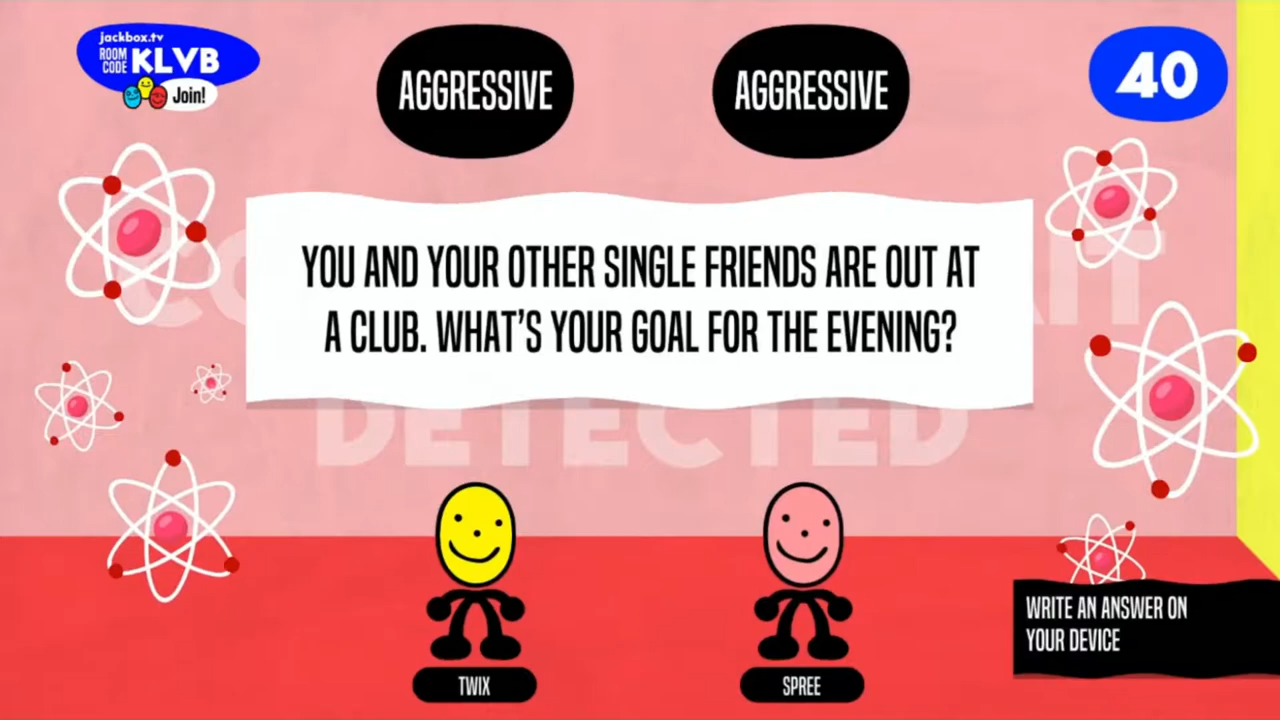 jackbox.tv
ROOM CODE KLVB
Join!
AGGRESSIVE
AGGRESSIVE
40
YOU AND YOUR OTHER SINGLE FRIENDS ARE OUT AT
A CLUB. WHAT'S YOUR GOAL FOR THE EVENING?
DETECTED
WRITE AN ANSWER ON
YOUR DEVICE
TWIX
SPREE